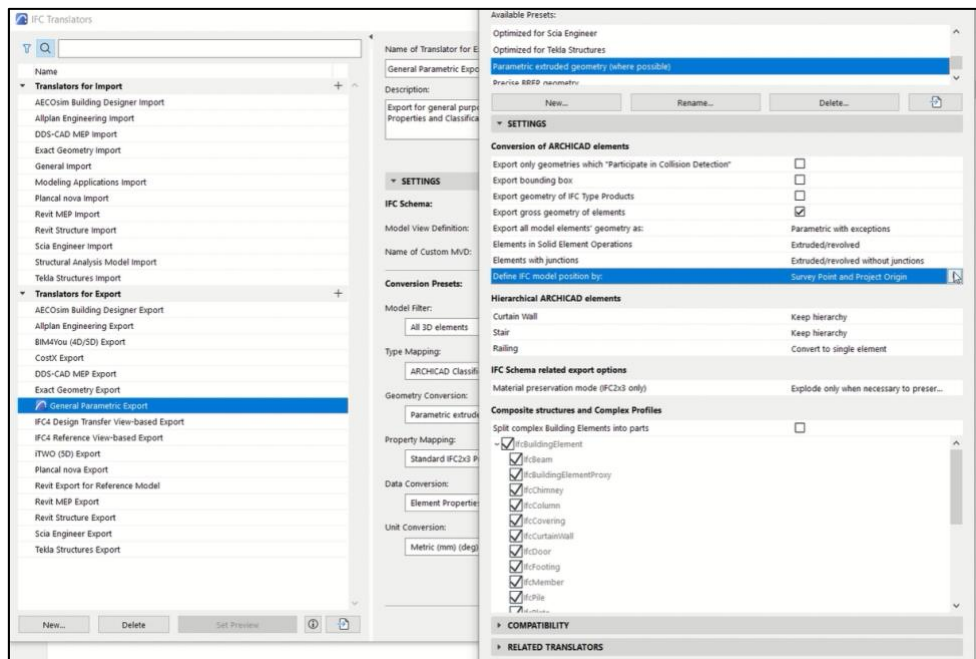 IFC Translators
Name
Translators for Import
AECOsim Building Designer Import
Allplan Engineering Import
DDS-CAD MEP Import
Exact Geometry Import
General Import
Modeling Applications Import
Plancal nova Import
Revit MEP Import
Revit Structure Import
Scia Engineer Import
Structural Analysis Model Import
Tekla Structures Import
Translators for Export
AECOsim Building Designer Export
Allplan Engineering Export
BIM4You (4D/5D) Export
CostX Export
DDS-CAD MEP Export
Exact Geometry Export
General Parametric Export
IFC4 Design Transfer View-based Export
IFC4 Reference View-based Export
iTWO (5D) Export
Plancal nova Export
Revit Export for Reference Model
Revit MEP Export
Revit Structure Export
Scia Engineer Export
Tekla Structures Export
New...
Delete
Set Preview
Name of Translator for E
General Parametric Expo
Description:
Export for general purpo
Properties and Classifica
SETTINGS
IFC Schema:
Model View Definition:
Name of Custom MVD:
Conversion Presets:
Model Filter:
All 3D elements
Type Mapping:
ARCHICAD Classifi
Geometry Conversion:
Parametric extrude
Property Mapping:
Standard IFC2x3 P
Data Conversion:
Element Propertie
Unit Conversion:
Metric (mm) (deg)
Available Presets:
Optimized for Scia Engineer
Optimized for Tekla Structures
Parametric extruded geometry (where possible)
Precise BREP geometry
New...
Rename...
Delete...
SETTINGS
Conversion of ARCHICAD elements
Export only geometries which "Participate in Collision Detection"
Export bounding box
Export geometry of IFC Type Products
Export gross geometry of elements
Export all model elements' geometry as: Parametric with exceptions
Elements in Solid Element Operations Extruded/revolved
Elements with junctions Extruded/revolved without junctions
Define IFC model position by: Survey Point and Project Origin
Hierarchical ARCHICAD elements
Curtain Wall Keep hierarchy
Stair Keep hierarchy
Railing Convert to single element
IFC Schema related export options
Material preservation mode (IFC2x3 only) Explode only when necessary to preser...
Composite structures and Complex Profiles
Split complex Building Elements into parts
IfcBuildingElement
IfcBeam
IfcBuildingElementProxy
IfcChimney
IfcColumn
IfcCovering
IfcCurtainWall
IfcDoor
IfcFooting
IfcMember
IfcPile
IfcPlate
COMPATIBILITY
RELATED TRANSLATORS